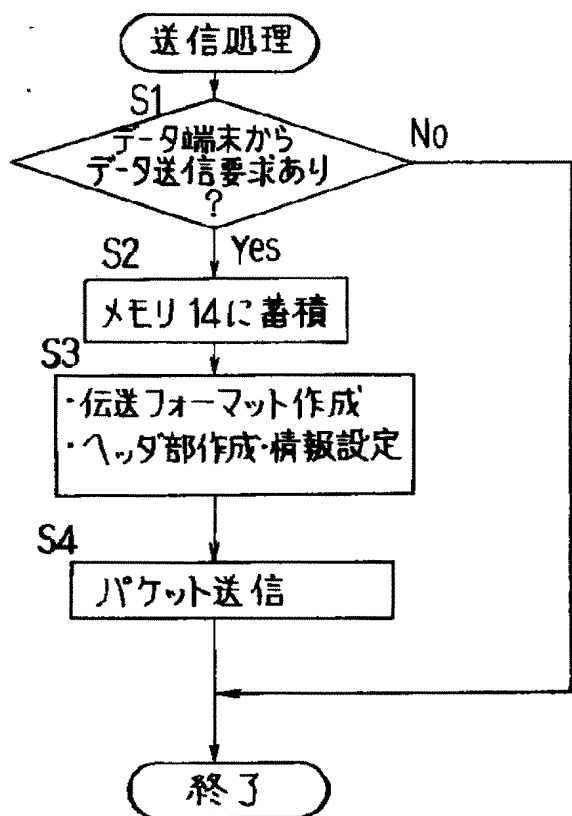 送信処理
S1
データ端末から
データ送信要求あり
?
No
Yes
S2
メモリ14に蓄積
S3
・伝送フォーマット作成
・ヘッダ部作成・情報設定
S4
パケット送信
終了